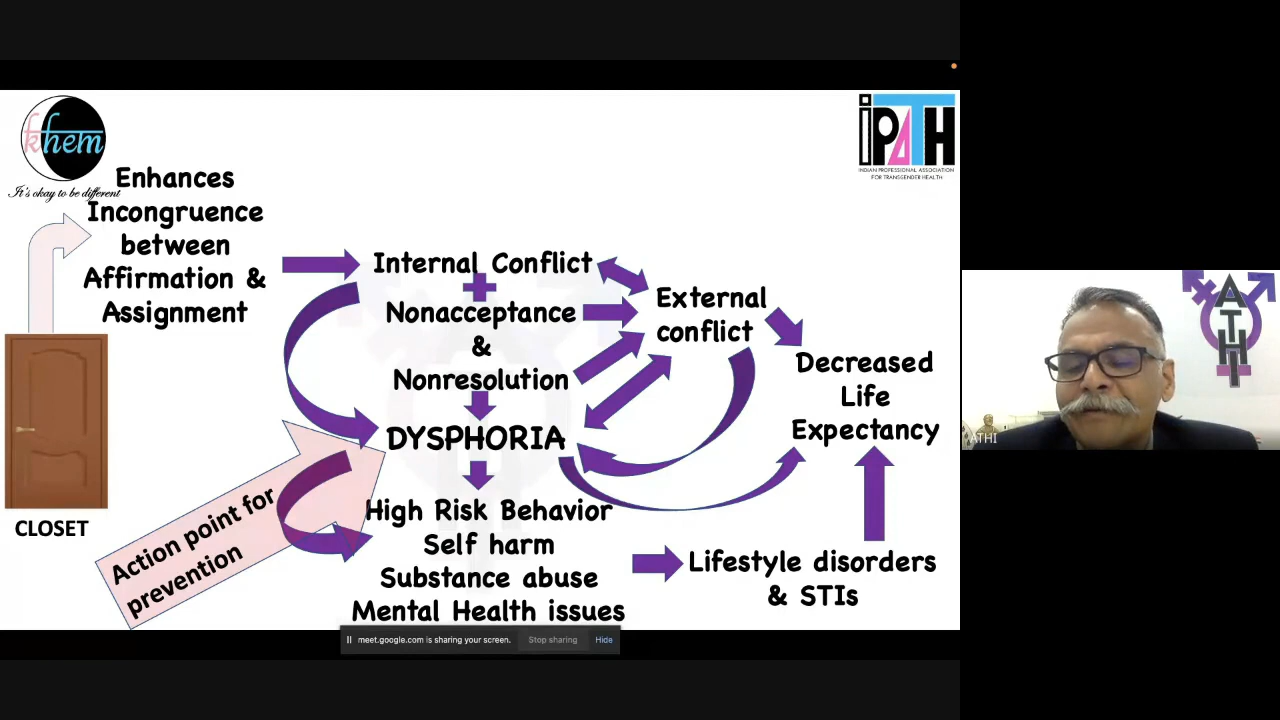 khem
It's okay to be different
iPATH
INDIAN PROFESSIONAL ASSOCIATION
FOR TRANSGENDER HEALTH
Enhances
Incongruence
between
Affirmation &
Assignment
CLOSET
Internal Conflict
Nonacceptance
&
Nonresolution
DYSPHORIA
High Risk Behavior
Self harm
Substance abuse
Mental Health issues
External
conflict
Decreased
Life
Expectancy
Lifestyle disorders
& STIs
Action point for
prevention
meet.google.com is sharing your screen. Stop sharing Hide
ATHI
ATHI